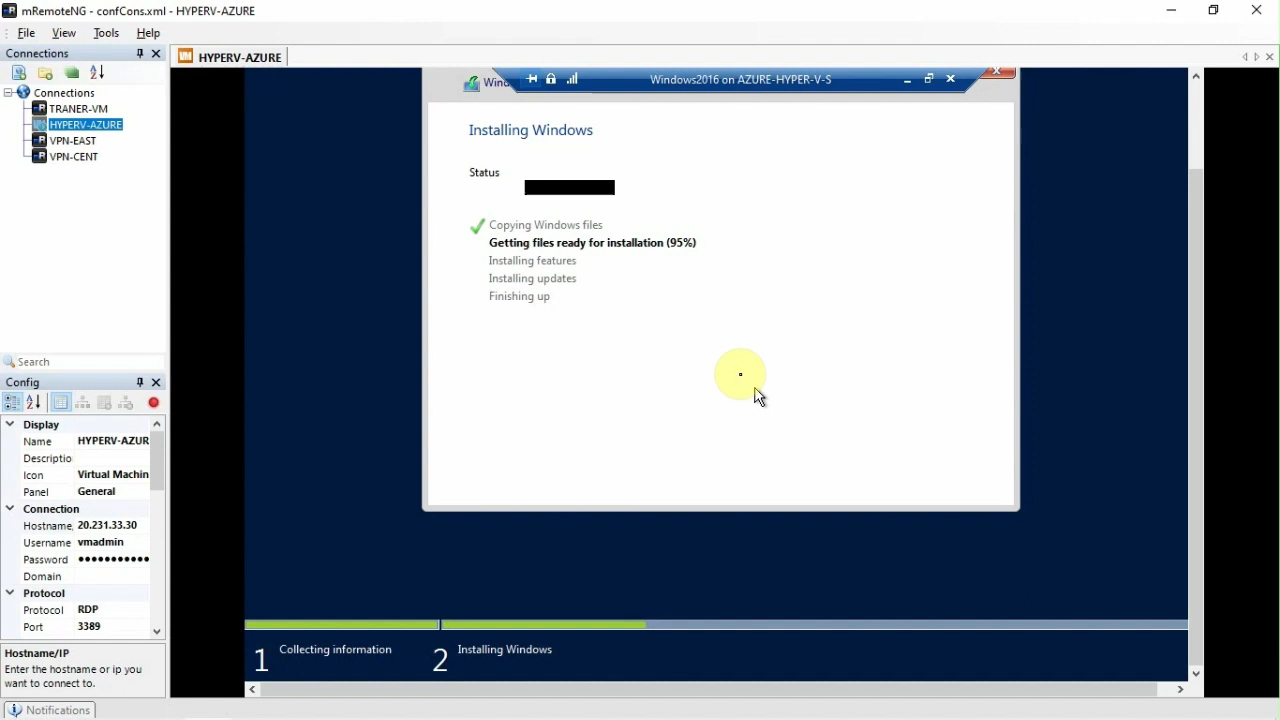 mRemoteNG - confCons.xml - HYPERV-AZURE
File View Tools Help
Connections
HYPERV-AZURE
Connections
TRANER-VM
HYPERV-AZURE
VPN-EAST
VPN-CENT
Search
Config
Display
Name HYPERV-AZUR
Descriptio
Icon Virtual Machin
Panel General
Connection
Hostname, 20.231.33.30
Username vmadmin
Password ●●●●●●●●●●●
Domain
Protocol
Protocol RDP
Port 3389
Hostname/IP
Enter the hostname or ip you
want to connect to.
Notifications
Wind
Windows2016 on AZURE-HYPER-V-S
Installing Windows
Status
Copying Windows files
Getting files ready for installation (95%)
Installing features
Installing updates
Finishing up
1 Collecting information
2 Installing Windows